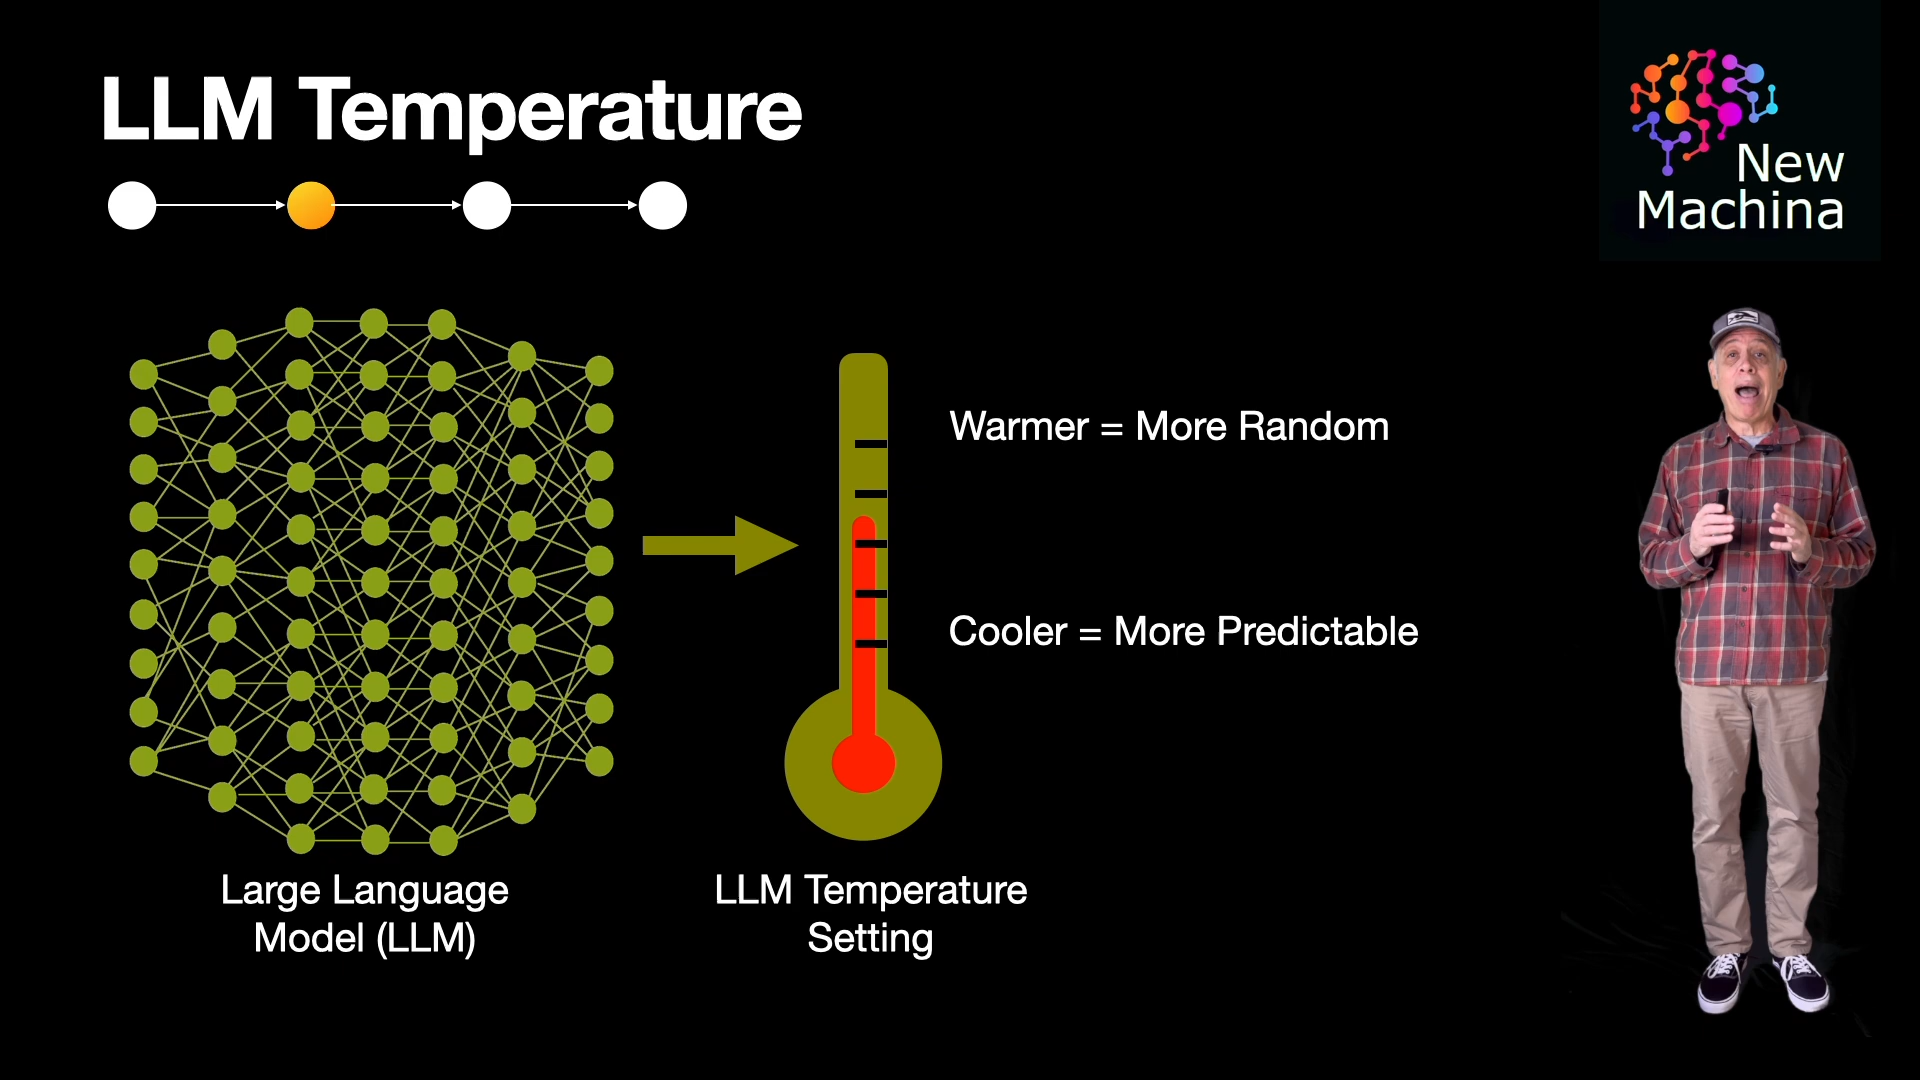 LLM Temperature
New
Machina
Warmer = More Random
Cooler = More Predictable
Large Language
Model (LLM)
LLM Temperature
Setting